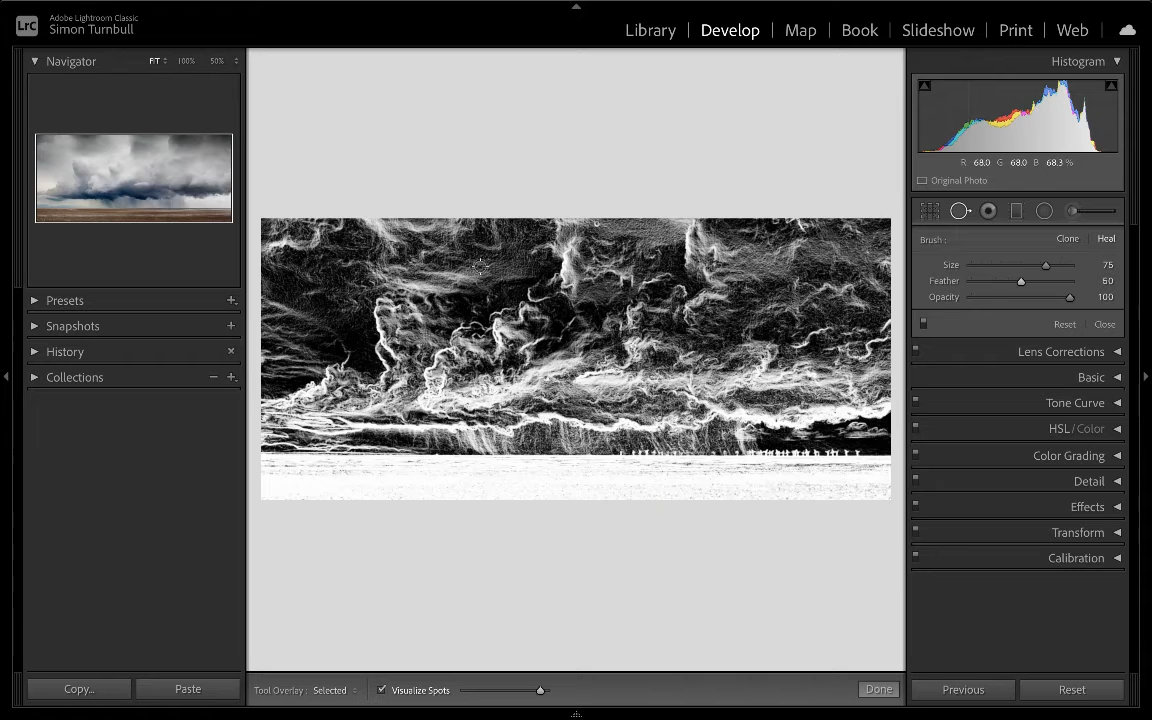 LrC
Adobe Lightroom Classic
Simon Turnbull
Library | Develop | Map | Book | Slideshow | Print | Web |
Navigator FIT 100% 50%
Histogram
R 68.0 G 68.0 B 68.3 %
Original Photo
Brush : Clone Heal
Size 75
Feather 50
Opacity 100
Reset Close
Presets
Snapshots
History
Collections
Lens Corrections
Basic
Tone Curve
HSL / Color
Color Grading
Detail
Effects
Transform
Calibration
Copy... Paste
Tool Overlay : Selected Visualize Spots Done
Previous Reset